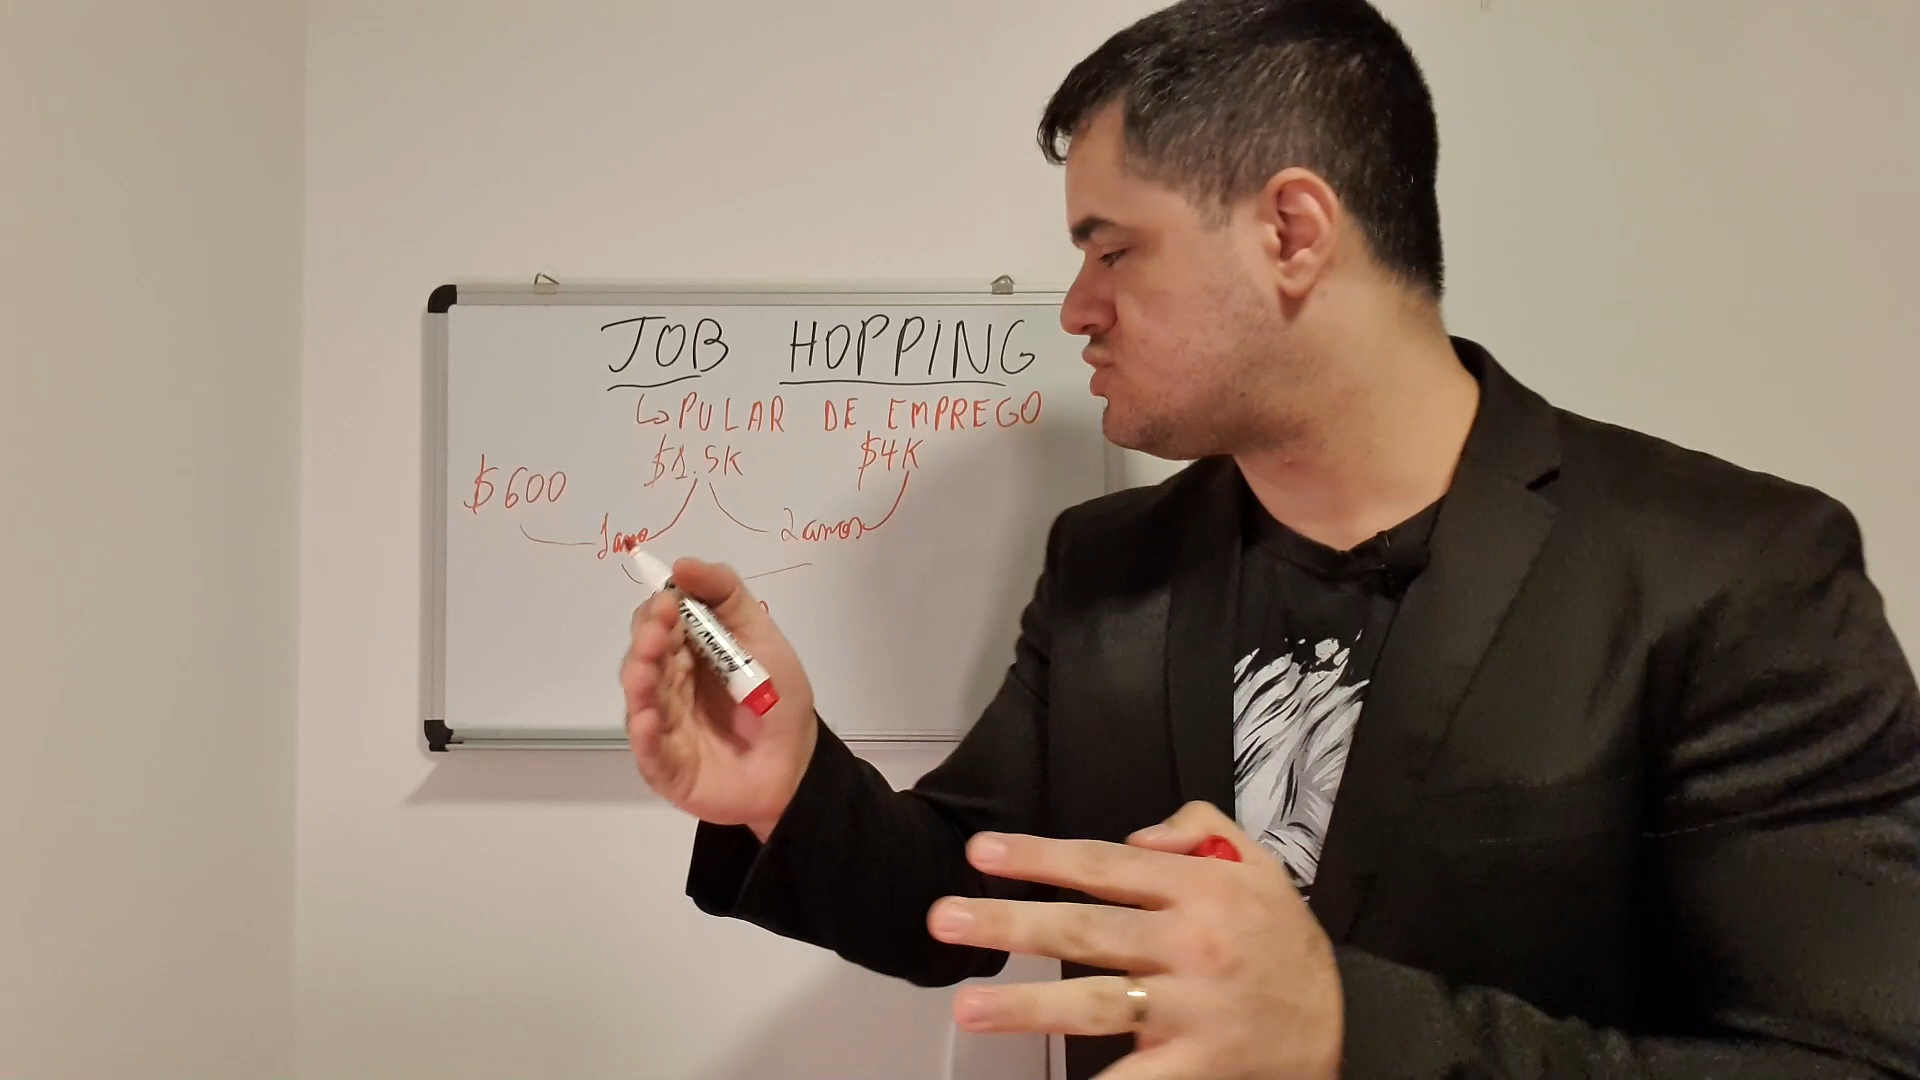 JOB HOPPING
↳ PULAR DE EMPREGO
$600 $1.5K $4K
1 ano 2 anos